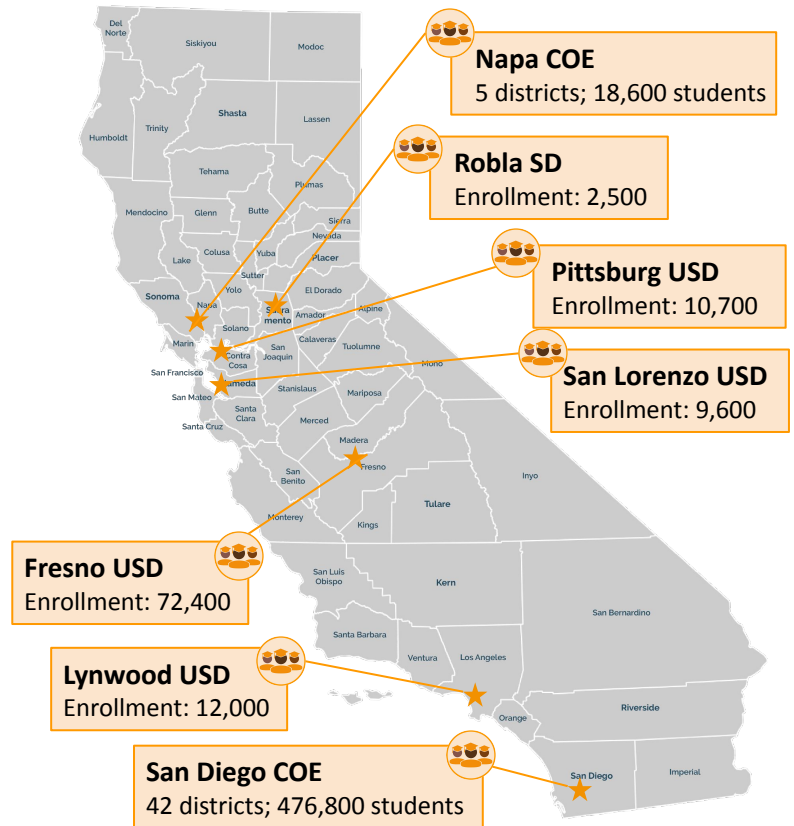 Del
Norte
Siskiyou
Modoc
Napa COE
5 districts; 18,600 students
Humboldt
Trinity
Shasta
Lassen
Robla SD
Enrollment: 2,500
Tehama
Plumas
Mendocino
Glenn
Butte
Sierra
Nevada
Lake
Colusa
Yuba
Placer
Sutter
Pittsburg USD
Enrollment: 10,700
Sonoma
Napa
Yolo
El Dorado
Sacra
mento
Amador
Alpine
Solano
Marin
Calaveras
Contra
Cosa
San
Joaquin
Tuolumne
Mono
San Francisco
Alameda
San Lorenzo USD
Enrollment: 9,600
San Mateo
Stanislaus
Mariposa
Santa
Clara
Santa Cruz
Merced
Madera
Fresno
San
Benito
Inyo
Monterey
Kings
Tulare
Fresno USD
Enrollment: 72,400
San Luis
Obispo
Kern
San Bernardino
Santa Barbara
Ventura
Los Angeles
Lynwood USD
Enrollment: 12,000
Orange
Riverside
San Diego COE
42 districts; 476,800 students
San Diego
Imperial